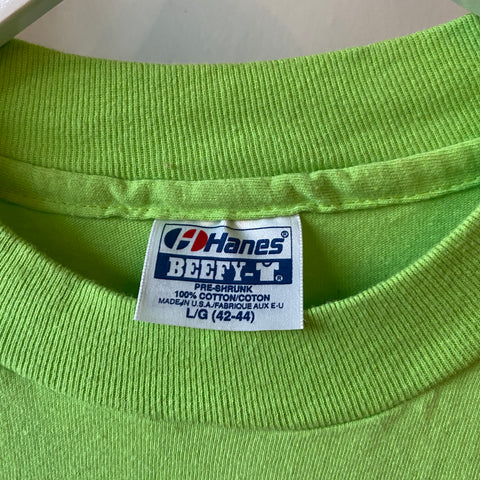 Hanes®
BEEFY-T®
PRE-SHRUNK
100% COTTON/COTON
MADE IN U.S.A./FABRIQUE AUX E-U
L/G (42-44)